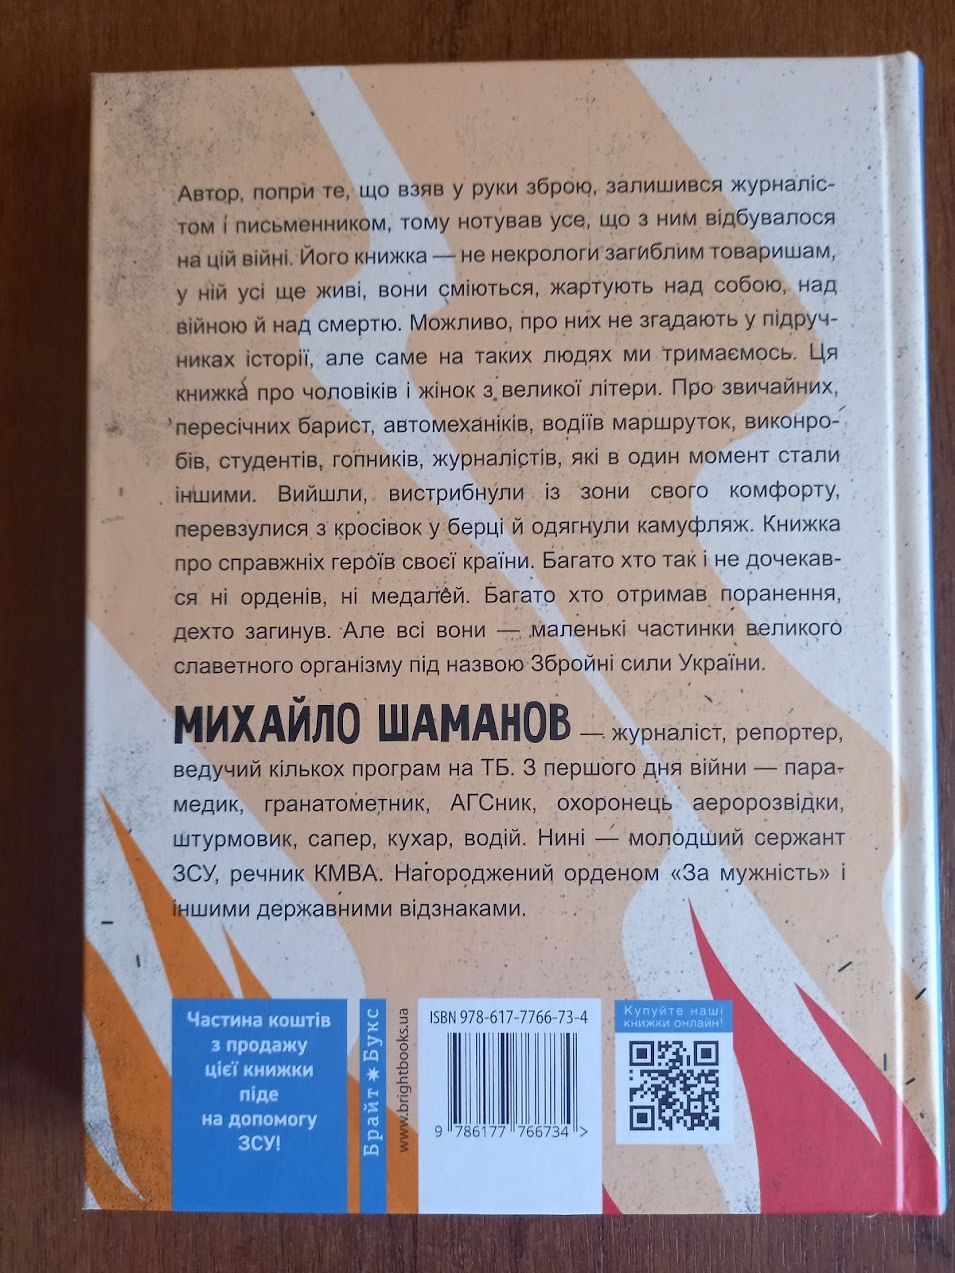 Автор, попри те, що взяв у руки зброю, залишився журналіс-
том і письменником, тому нотував усе, що з ним відбувалося
на цій війні. Його книжка — не некрологи загиблим товаришам,
у ній усі ще живі, вони сміються, жартують над собою, над
війною й над смертю. Можливо, про них не згадають у підруч-
никах історії, але саме на таких людях ми тримаємось. Ця
книжка про чоловіків і жінок з великої літери. Про звичайних,
пересічних барист, автомеханіків, водіїв маршруток, виконро-
бів, студентів, гопників, журналістів, які в один момент стали
іншими. Вийшли, вистрибнули із зони свого комфорту,
перевзулися з кросівок у берці й одягнули камуфляж. Книжка
про справжніх героїв своєї країни. Багато хто так і не дочекав-
ся ні орденів, ні медалей. Багато хто отримав поранення,
дехто загинув. Але всі вони — маленькі частинки великого
славетного організму під назвою Збройні сили України.
МИХАЙЛО ШАМАНОВ — журналіст, репортер,
ведучий кількох програм на ТБ. З першого дня війни — пара-
медик, гранатометник, АГСник, охоронець аеророзвідки,
штурмовик, сапер, кухар, водій. Нині — молодший сержант
ЗСУ, речник КМВА. Нагороджений орденом «За мужність» і
іншими державними відзнаками.
Частина коштів
з продажу
цієї книжки
піде
на допомогу
ЗСУ!
Брайт Букс
www.brightbooks.ua
ISBN 978-617-7766-73-4
9 786177 766734 >
Купуйте наші
книжки онлайн!